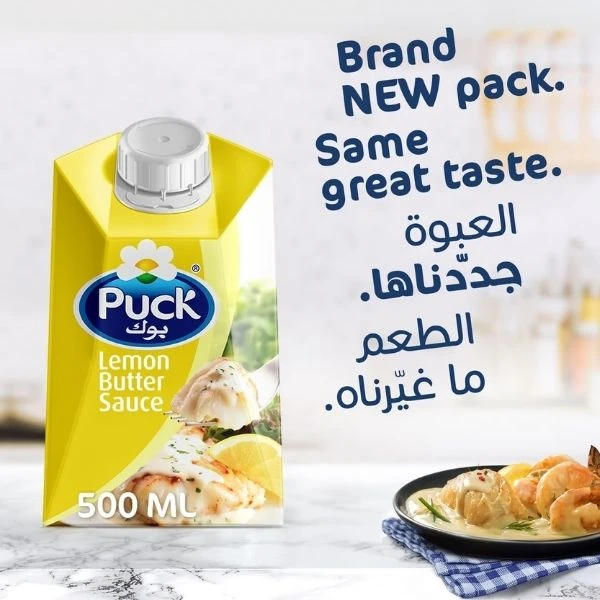 Brand
NEW pack.
Same
great taste.
العبوة
جدّدناها.
الطعم
ما غيّرناه.
Puck®
بوك
Lemon
Butter
Sauce
500 ML